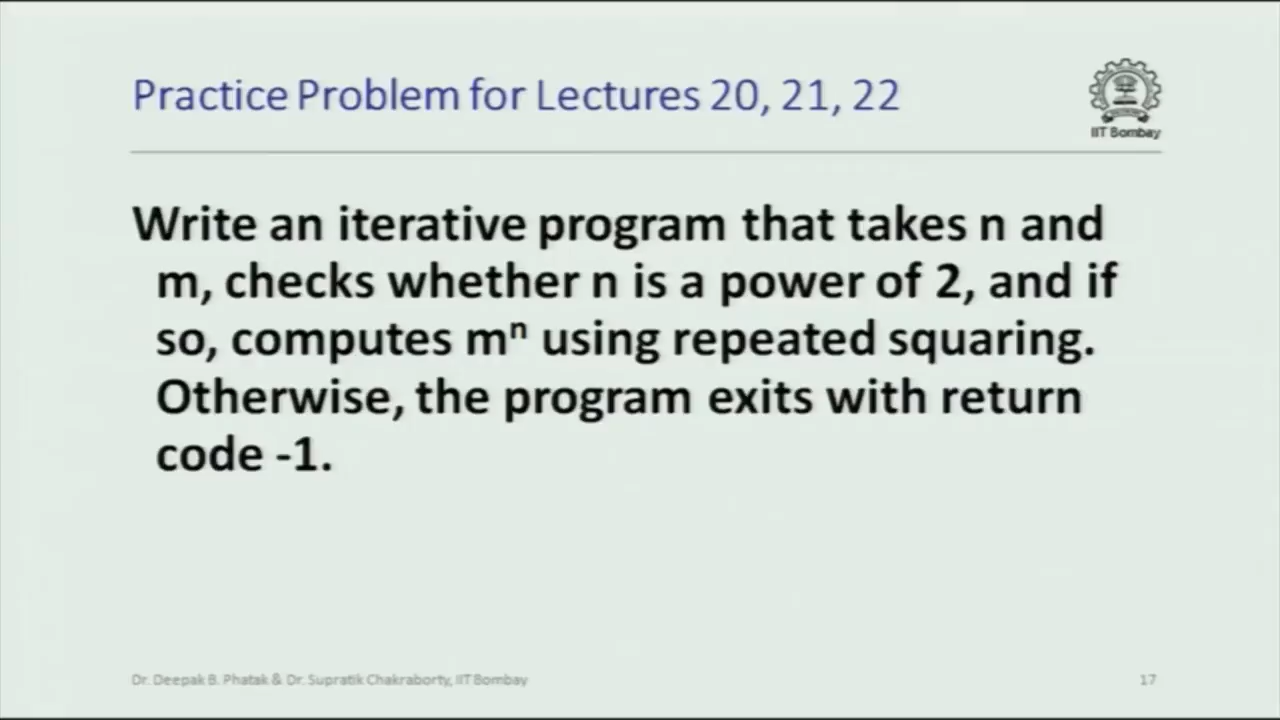 Practice Problem for Lectures 20, 21, 22
IIT Bombay
Write an iterative program that takes n and
m, checks whether n is a power of 2, and if
so, computes mⁿ using repeated squaring.
Otherwise, the program exits with return
code -1.
Dr. Deepak B. Phatak & Dr. Supratik Chakraborty, IIT Bombay
17